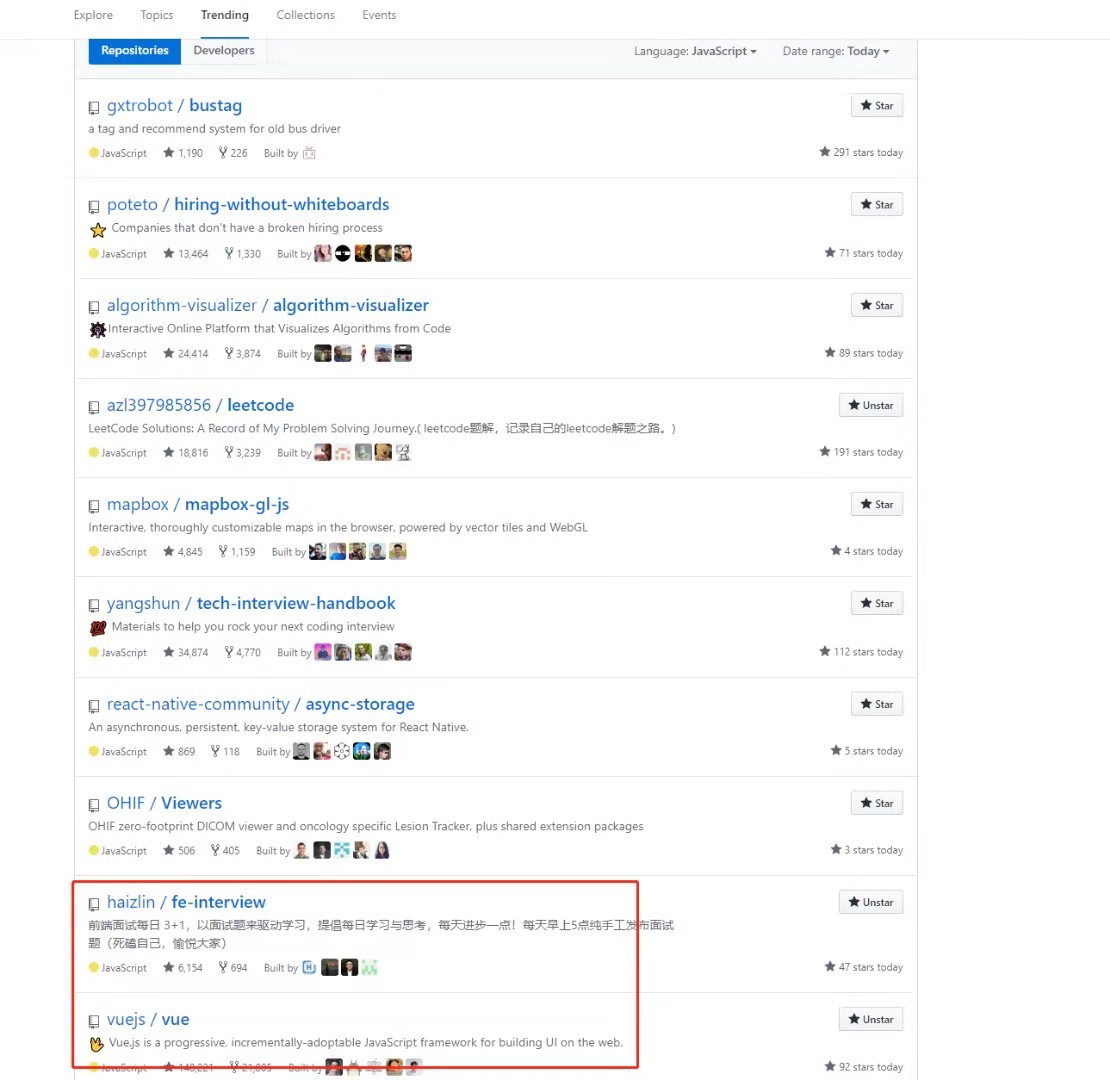 Explore Topics Trending Collections Events
Repositories Developers Language: JavaScript Date range: Today
gxtrobot / bustag Star
a tag and recommend system for old bus driver
JavaScript 1,190 226 Built by 291 stars today
poteto / hiring-without-whiteboards Star
Companies that don't have a broken hiring process
JavaScript 13,464 1,330 Built by 71 stars today
algorithm-visualizer / algorithm-visualizer Star
Interactive Online Platform that Visualizes Algorithms from Code
JavaScript 24,414 3,874 Built by 89 stars today
azl397985856 / leetcode Unstar
LeetCode Solutions: A Record of My Problem Solving Journey.( leetcode题解，记录自己的leetcode解题之路。)
JavaScript 18,816 3,239 Built by 191 stars today
mapbox / mapbox-gl-js Star
Interactive, thoroughly customizable maps in the browser, powered by vector tiles and WebGL
JavaScript 4,845 1,159 Built by 4 stars today
yangshun / tech-interview-handbook Star
Materials to help you rock your next coding interview
JavaScript 34,874 4,770 Built by 112 stars today
react-native-community / async-storage Star
An asynchronous, persistent, key-value storage system for React Native.
JavaScript 869 118 Built by 5 stars today
OHIF / Viewers Star
OHIF zero-footprint DICOM viewer and oncology specific Lesion Tracker, plus shared extension packages
JavaScript 506 405 Built by 3 stars today
haizlin / fe-interview Unstar
前端面试每日 3+1，以面试题来驱动学习，提倡每日学习与思考，每天进步一点！每天早上5点纯手工发布面试
题（死磕自己，愉悦大家）
JavaScript 6,154 694 Built by 47 stars today
vuejs / vue Unstar
Vue.js is a progressive, incrementally-adoptable JavaScript framework for building UI on the web.
JavaScript Built by 92 stars today